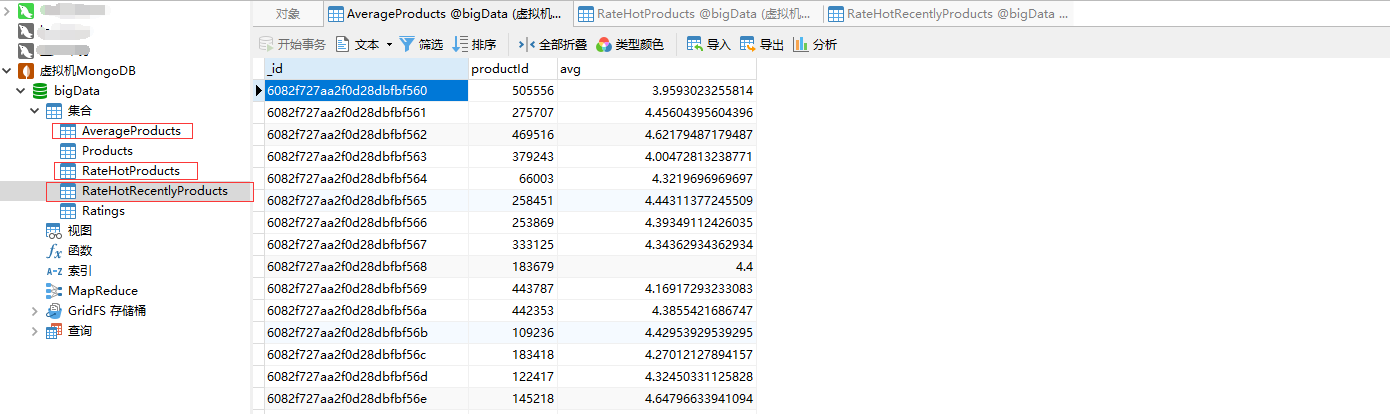 对象
AverageProducts @bigData (虚拟机...
RateHotProducts @bigData (虚拟机...
RateHotRecentlyProducts @bigData ...
开始事务 文本 筛选 排序 全部折叠 类型颜色 导入 导出 分析
虚拟机MongoDB
bigData
集合
AverageProducts
Products
RateHotProducts
RateHotRecentlyProducts
Ratings
视图
函数
索引
MapReduce
GridFS 存储桶
查询
_id productId avg
6082f727aa2f0d28dbfbf560 505556 3.9593023255814
6082f727aa2f0d28dbfbf561 275707 4.45604395604396
6082f727aa2f0d28dbfbf562 469516 4.62179487179487
6082f727aa2f0d28dbfbf563 379243 4.00472813238771
6082f727aa2f0d28dbfbf564 66003 4.3219696969697
6082f727aa2f0d28dbfbf565 258451 4.44311377245509
6082f727aa2f0d28dbfbf566 253869 4.39349112426035
6082f727aa2f0d28dbfbf567 333125 4.34362934362934
6082f727aa2f0d28dbfbf568 183679 4.4
6082f727aa2f0d28dbfbf569 443787 4.16917293233083
6082f727aa2f0d28dbfbf56a 442353 4.3855421686747
6082f727aa2f0d28dbfbf56b 109236 4.42953929539295
6082f727aa2f0d28dbfbf56c 183418 4.27012127894157
6082f727aa2f0d28dbfbf56d 122417 4.32450331125828
6082f727aa2f0d28dbfbf56e 145218 4.64796633941094